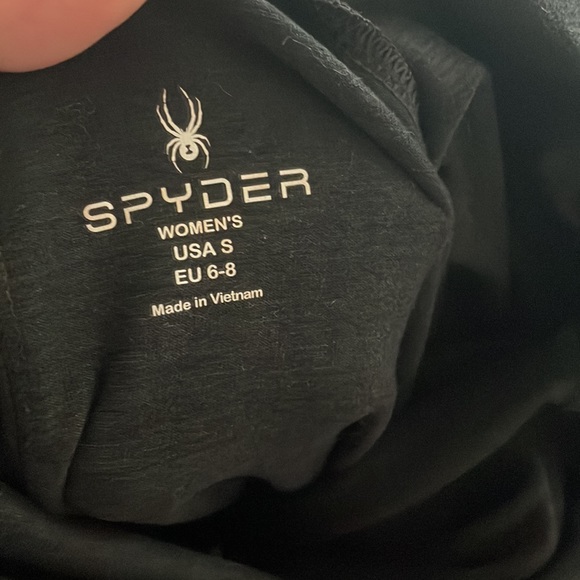 SPYDER
WOMEN'S
USA S
EU 6-8
Made in Vietnam